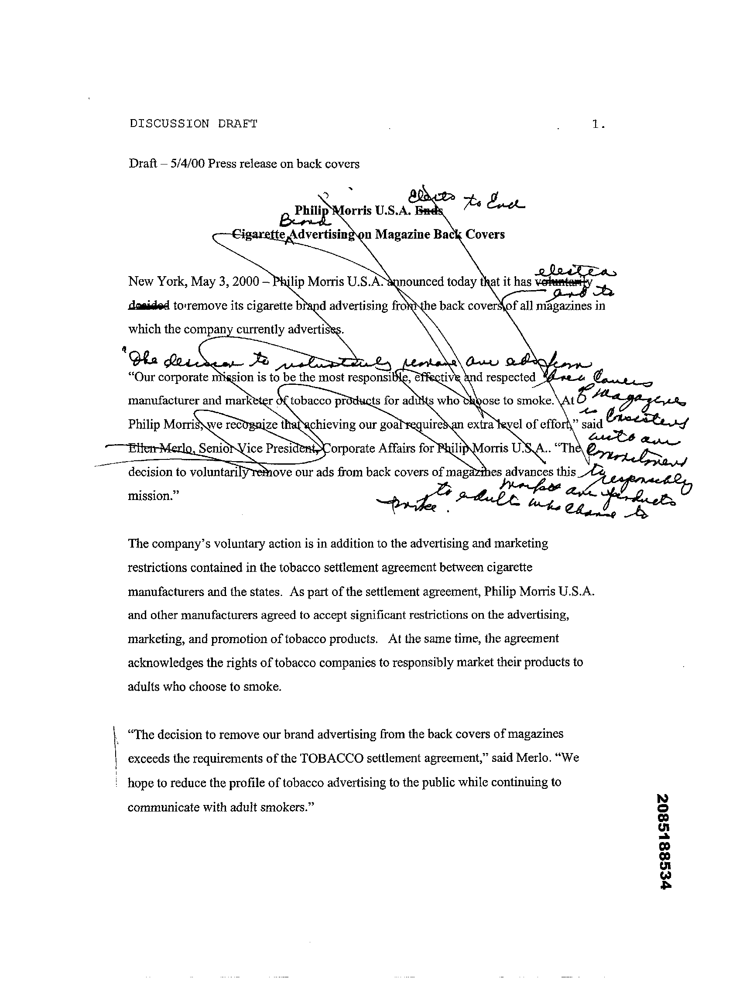 DISCUSSION DRAFT 1.
Draft – 5/4/00 Press release on back covers
Elects to End
Philip Morris U.S.A. Ends
Brand
Cigarette Advertising on Magazine Back Covers
elected
New York, May 3, 2000 – Philip Morris U.S.A. announced today that it has voluntarily
and to
decided to remove its cigarette brand advertising from the back covers of all magazines in
which the company currently advertises.
"The decision to voluntarily remove our ads from
“Our corporate mission is to be the most responsible, effective and respected
covers
manufacturer and marketer of tobacco products for adults who choose to smoke. At
of magazines
Philip Morris, we recognize that achieving our goal requires an extra level of effort,” said
is consistent
with our
Ellen Merlo, Senior Vice President, Corporate Affairs for Philip Morris U.S.A.. “The
commitment
decision to voluntarily remove our ads from back covers of magazines advances this
to responsibly
mission.”
market our products
to adults who choose to
smoke.
The company’s voluntary action is in addition to the advertising and marketing
restrictions contained in the tobacco settlement agreement between cigarette
manufacturers and the states. As part of the settlement agreement, Philip Morris U.S.A.
and other manufacturers agreed to accept significant restrictions on the advertising,
marketing, and promotion of tobacco products. At the same time, the agreement
acknowledges the rights of tobacco companies to responsibly market their products to
adults who choose to smoke.
“The decision to remove our brand advertising from the back covers of magazines
exceeds the requirements of the TOBACCO settlement agreement,” said Merlo. “We
hope to reduce the profile of tobacco advertising to the public while continuing to
communicate with adult smokers.”
2085188534